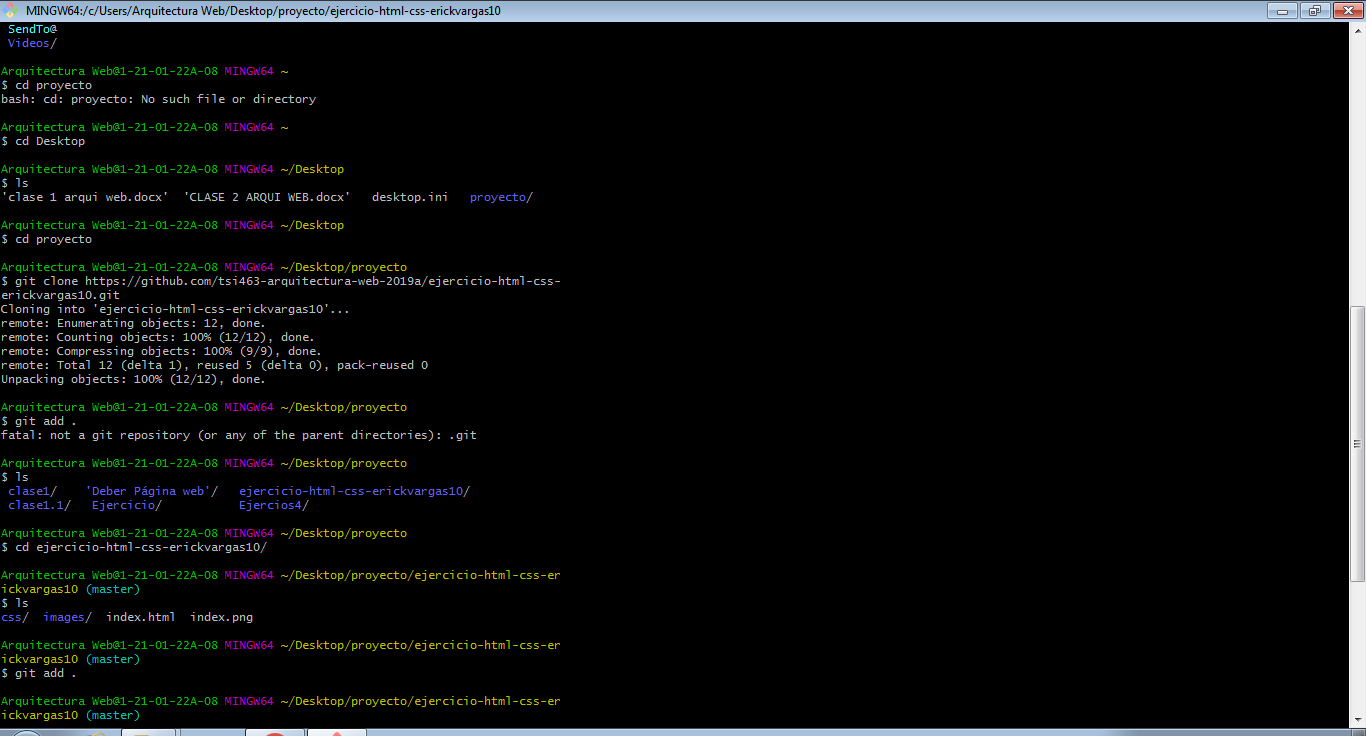 MINGW64:/c/Users/Arquitectura Web/Desktop/proyecto/ejercicio-html-css-erickvargas10
SendTo@
Videos/
Arquitectura Web@1-21-01-22A-08 MINGW64 ~
$ cd proyecto
bash: cd: proyecto: No such file or directory
Arquitectura Web@1-21-01-22A-08 MINGW64 ~
$ cd Desktop
Arquitectura Web@1-21-01-22A-08 MINGW64 ~/Desktop
$ ls
'clase 1 arqui web.docx'  'CLASE 2 ARQUI WEB.docx'   desktop.ini   proyecto/
Arquitectura Web@1-21-01-22A-08 MINGW64 ~/Desktop
$ cd proyecto
Arquitectura Web@1-21-01-22A-08 MINGW64 ~/Desktop/proyecto
$ git clone https://github.com/tsi463-arquitectura-web-2019a/ejercicio-html-css-
erickvargas10.git
Cloning into 'ejercicio-html-css-erickvargas10'...
remote: Enumerating objects: 12, done.
remote: Counting objects: 100% (12/12), done.
remote: Compressing objects: 100% (9/9), done.
remote: Total 12 (delta 1), reused 5 (delta 0), pack-reused 0
Unpacking objects: 100% (12/12), done.
Arquitectura Web@1-21-01-22A-08 MINGW64 ~/Desktop/proyecto
$ git add .
fatal: not a git repository (or any of the parent directories): .git
Arquitectura Web@1-21-01-22A-08 MINGW64 ~/Desktop/proyecto
$ ls
clase1/    'Deber Página web'/   ejercicio-html-css-erickvargas10/
clase1.1/   Ejercicio/           Ejercios4/
Arquitectura Web@1-21-01-22A-08 MINGW64 ~/Desktop/proyecto
$ cd ejercicio-html-css-erickvargas10/
Arquitectura Web@1-21-01-22A-08 MINGW64 ~/Desktop/proyecto/ejercicio-html-css-er
ickvargas10 (master)
$ ls
css/  images/  index.html  index.png
Arquitectura Web@1-21-01-22A-08 MINGW64 ~/Desktop/proyecto/ejercicio-html-css-er
ickvargas10 (master)
$ git add .
Arquitectura Web@1-21-01-22A-08 MINGW64 ~/Desktop/proyecto/ejercicio-html-css-er
ickvargas10 (master)